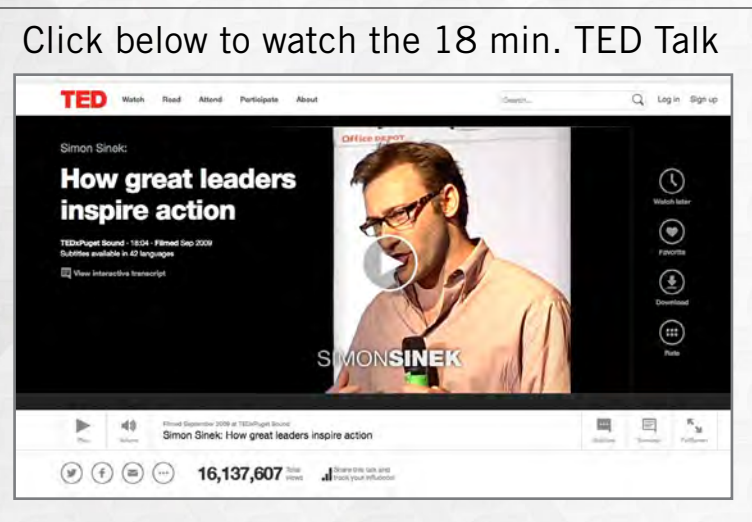 Click below to watch the 18 min. TED Talk
TED Watch Read Attend Participate About Search... Log in Sign up
Office DEPOT
Simon Sinek:
How great leaders
inspire action
TEDxPuget Sound · 18:04 · Filmed Sep 2009
Subtitles available in 42 languages
View interactive transcript
Watch later
Favorite
Download
Rate
SIMONSINEK
Play
Volume
Filmed September 2009 at TEDxPuget Sound
Simon Sinek: How great leaders inspire action
16,137,607 Total
views
Share this talk and
track your influence!